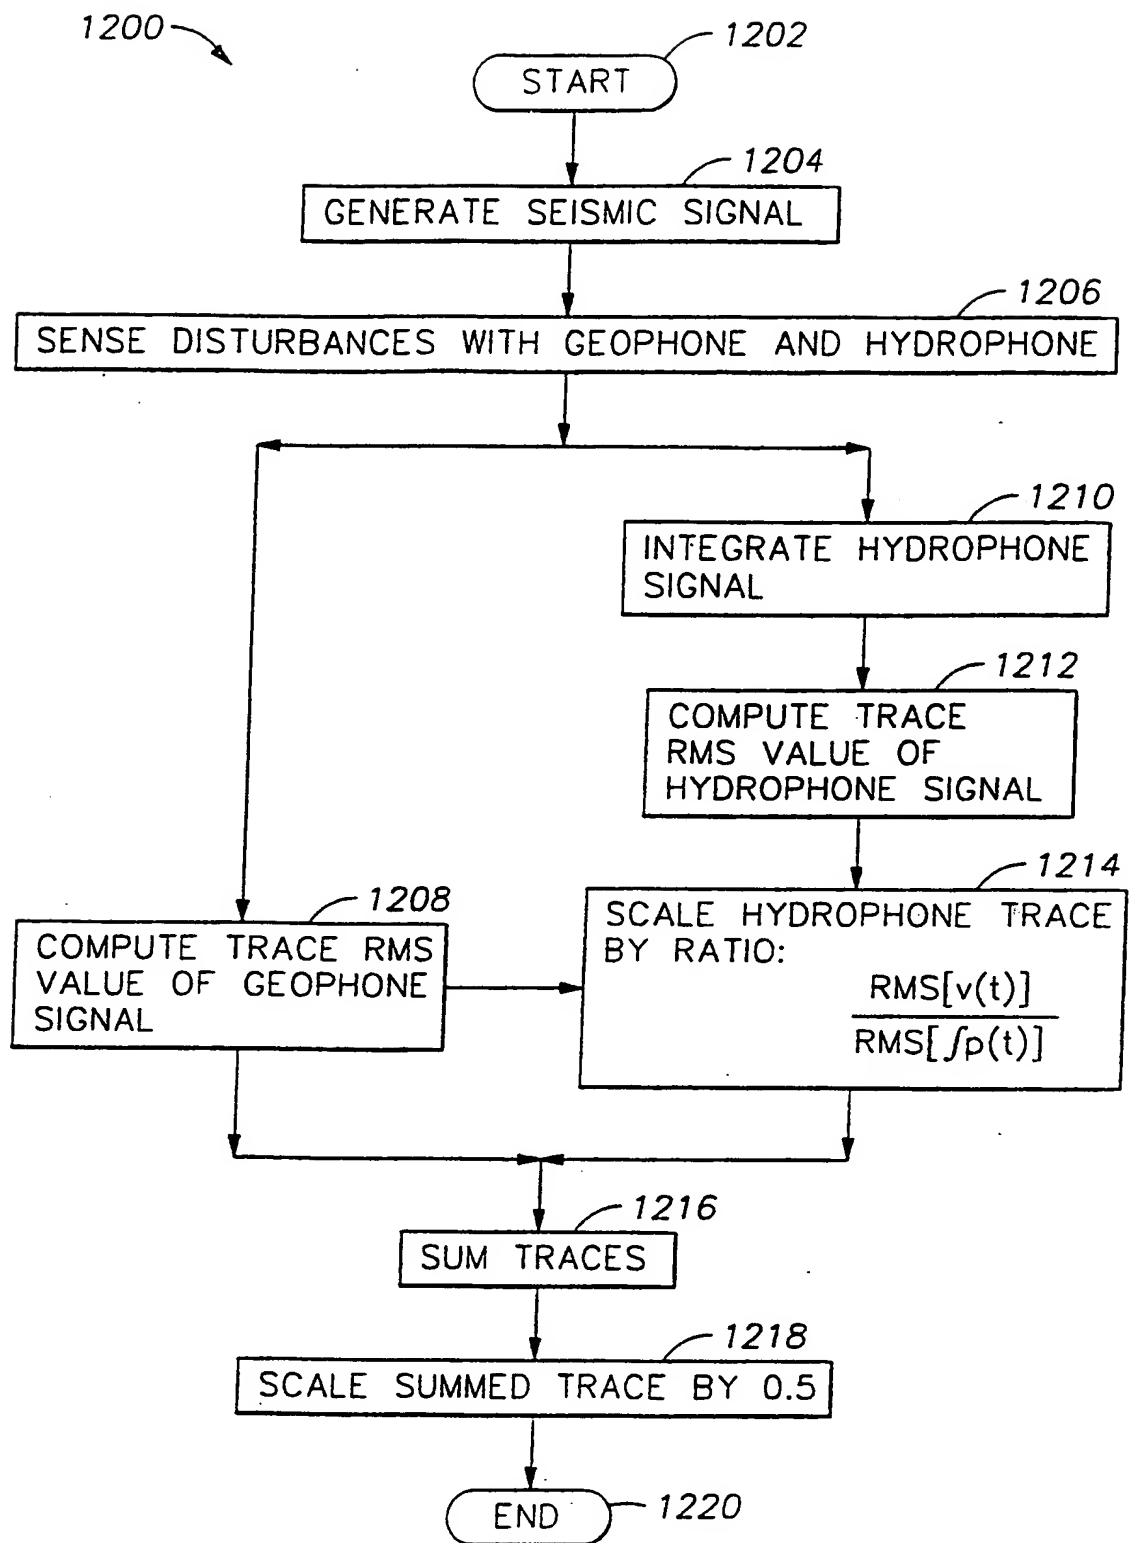 1200
1202
START
1204
GENERATE SEISMIC SIGNAL
1206
SENSE DISTURBANCES WITH GEOPHONE AND HYDROPHONE
1210
INTEGRATE HYDROPHONE
SIGNAL
1212
COMPUTE TRACE
RMS VALUE OF
HYDROPHONE SIGNAL
1208
COMPUTE TRACE RMS
VALUE OF GEOPHONE
SIGNAL
1214
SCALE HYDROPHONE TRACE
BY RATIO:
RMS[v(t)]
RMS[∫p(t)]
1216
SUM TRACES
1218
SCALE SUMMED TRACE BY 0.5
END
1220